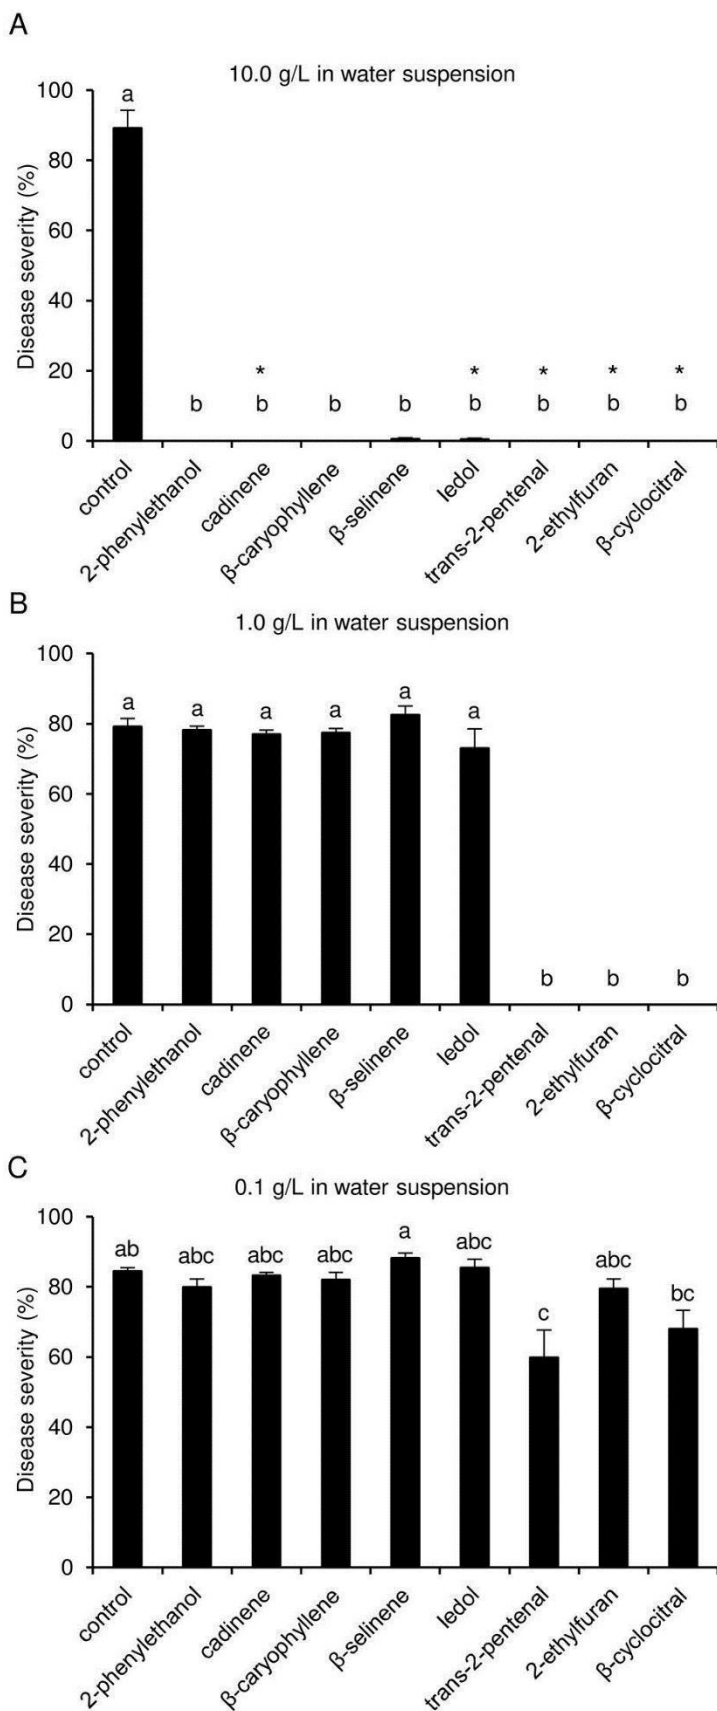 A
10.0 g/L in water suspension
Disease severity (%)
100
80
60
40
20
0
a
* * * * *
b b b b b b b b
control
2-phenylethanol
cadinene
β-caryophyllene
β-selinene
ledol
trans-2-pentenal
2-ethylfuran
β-cyclocitral
B
1.0 g/L in water suspension
Disease severity (%)
100
80
60
40
20
0
a a a a a a
b b b
control
2-phenylethanol
cadinene
β-caryophyllene
β-selinene
ledol
trans-2-pentenal
2-ethylfuran
β-cyclocitral
C
0.1 g/L in water suspension
Disease severity (%)
100
80
60
40
20
0
ab abc abc abc a abc c abc bc
control
2-phenylethanol
cadinene
β-caryophyllene
β-selinene
ledol
trans-2-pentenal
2-ethylfuran
β-cyclocitral